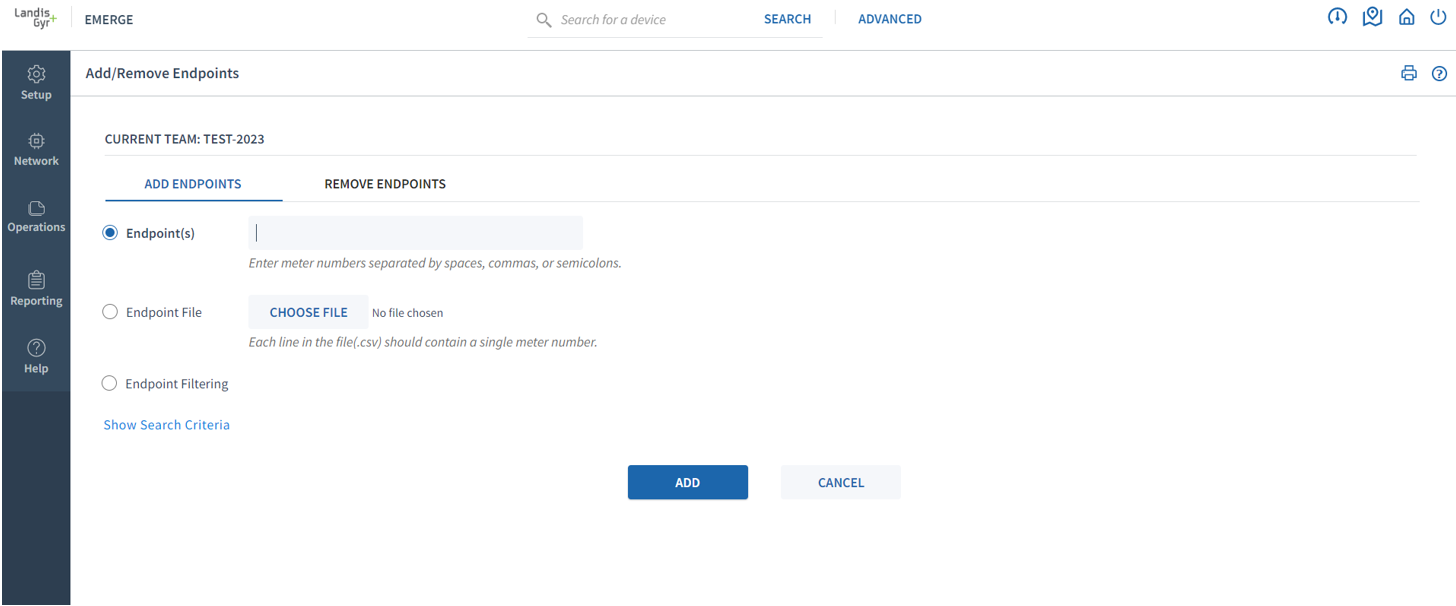 Landis
Gyr+
EMERGE
Search for a device
SEARCH
ADVANCED
Setup
Network
Operations
Reporting
Help
Add/Remove Endpoints
CURRENT TEAM: TEST-2023
ADD ENDPOINTS
REMOVE ENDPOINTS
Endpoint(s)
Enter meter numbers separated by spaces, commas, or semicolons.
Endpoint File
CHOOSE FILE
No file chosen
Each line in the file(.csv) should contain a single meter number.
Endpoint Filtering
Show Search Criteria
ADD
CANCEL